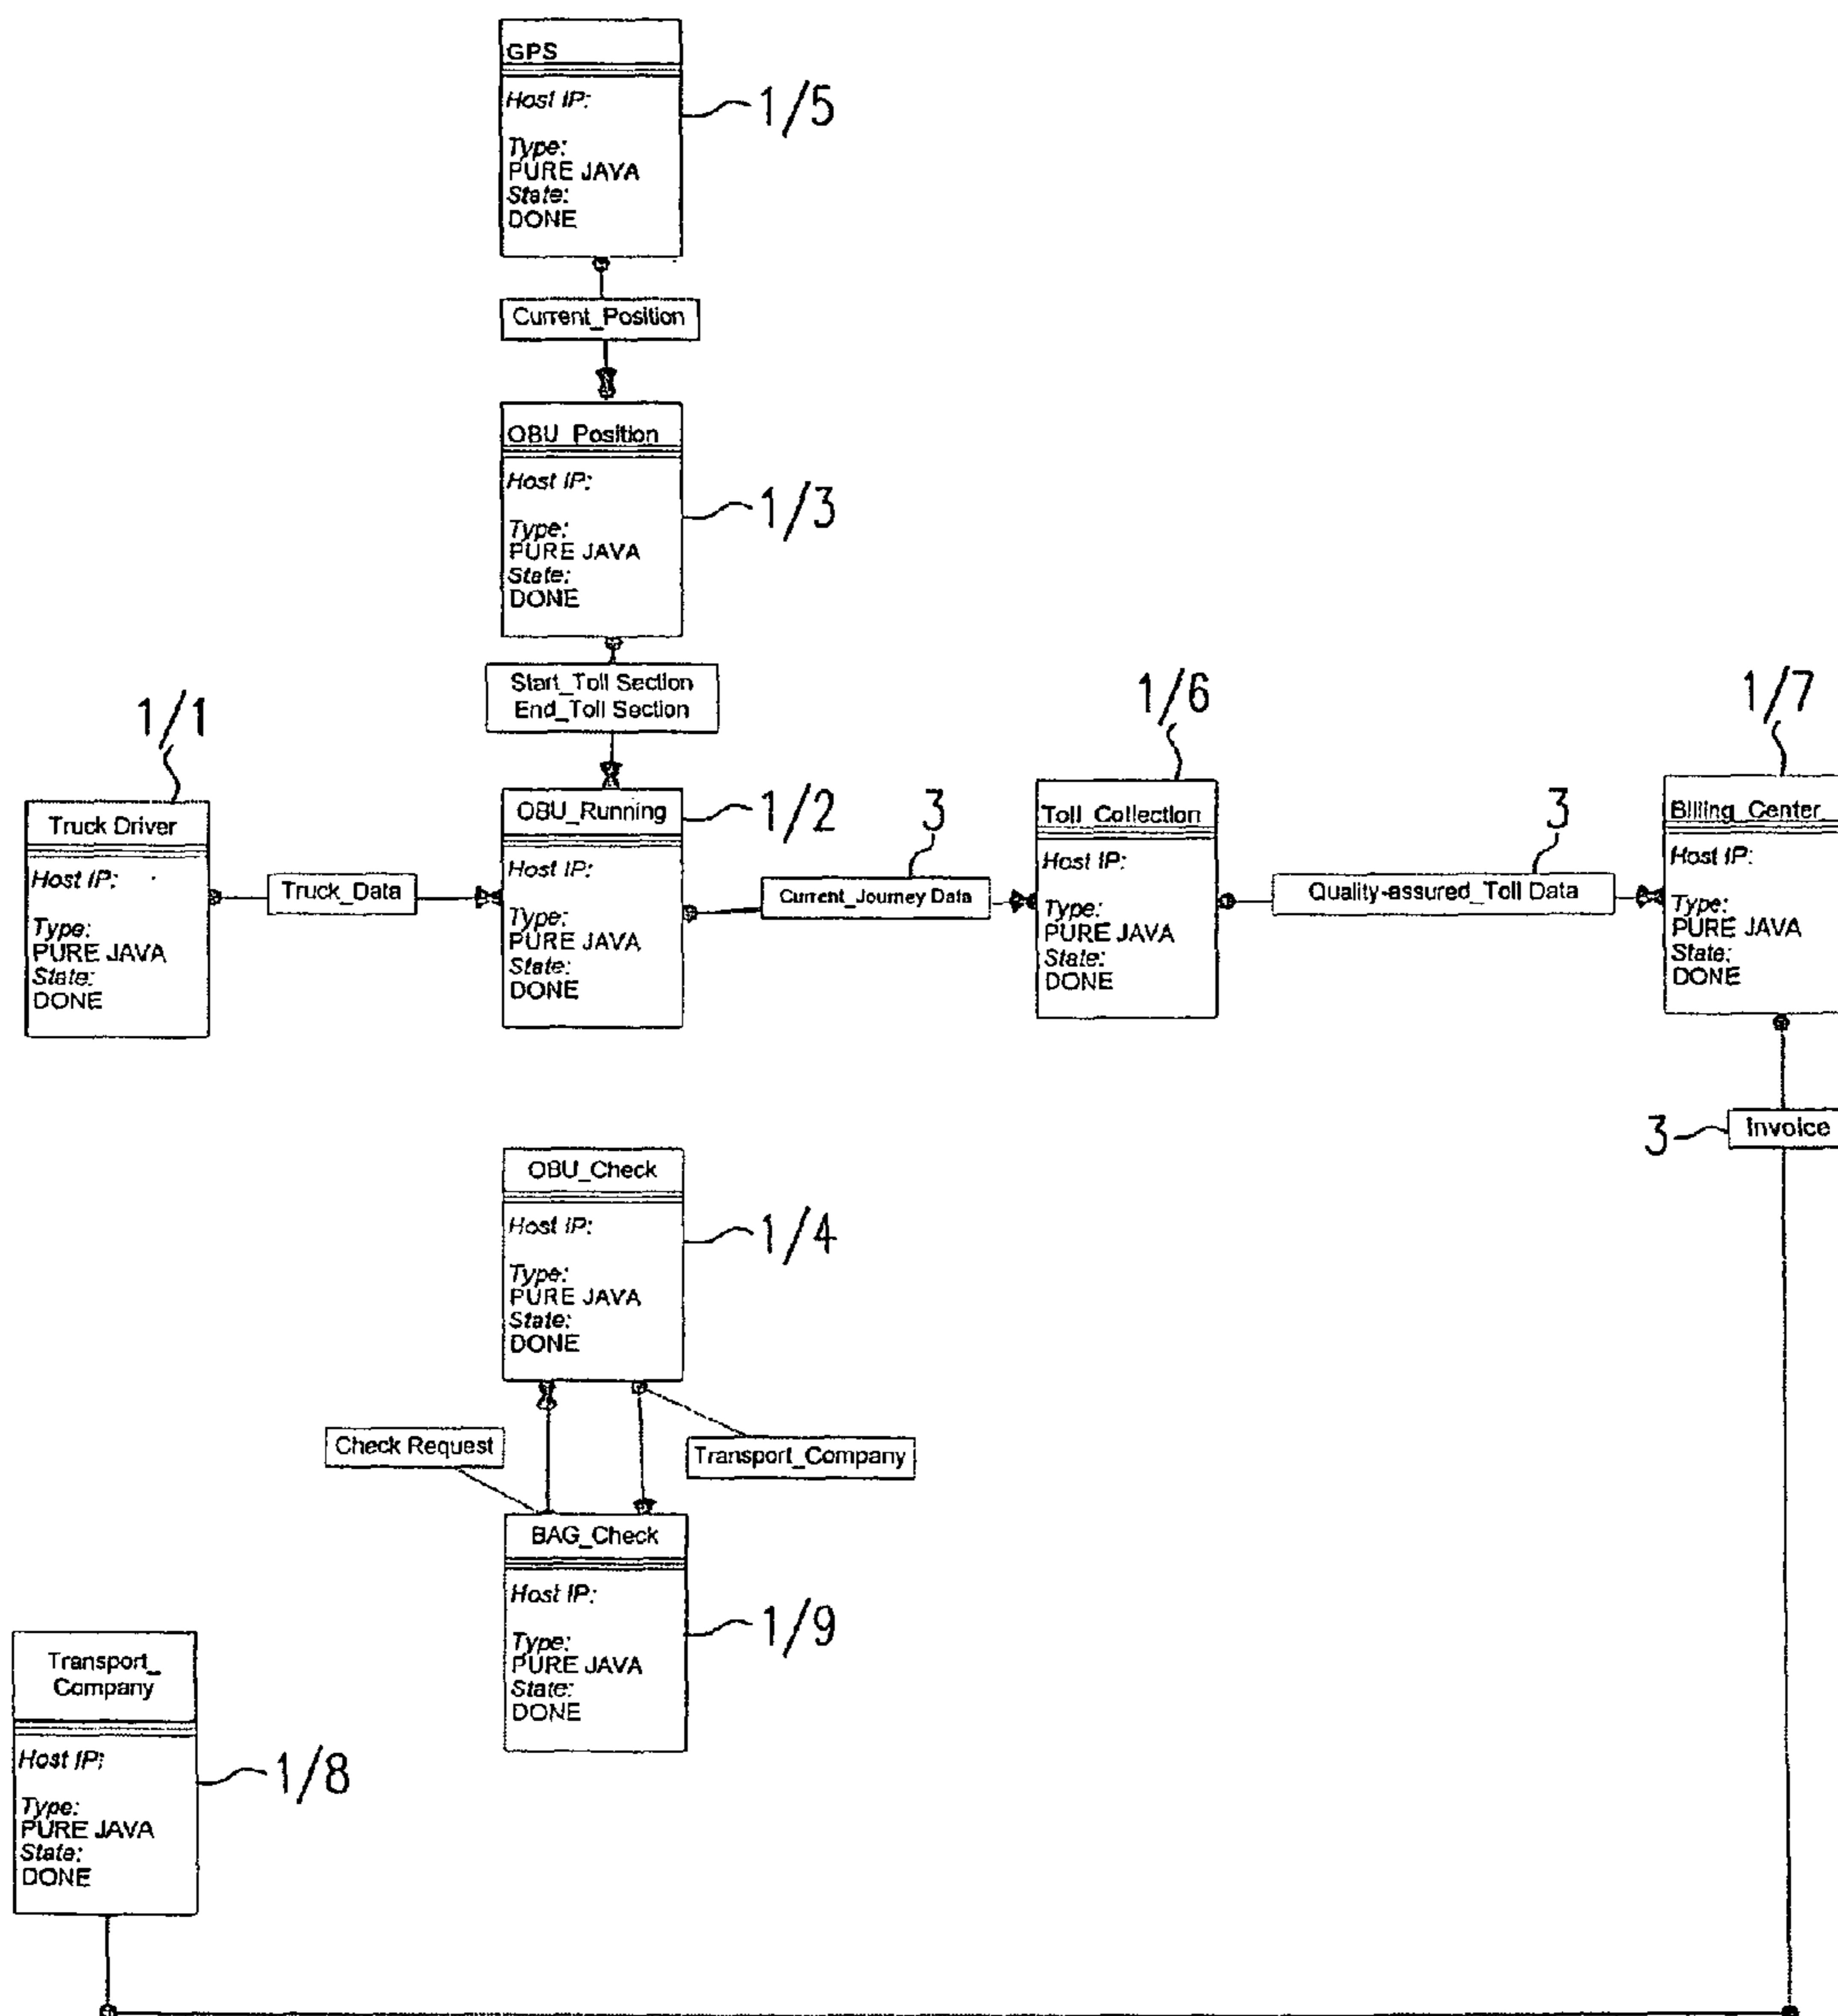 GPS
Host IP:
Type:
PURE JAVA
State:
DONE
1/5
Current_Position
OBU_Position
Host IP:
Type:
PURE JAVA
State:
DONE
1/3
Start_Toll Section
End_Toll Section
1/1
Truck Driver
Host IP:
Type:
PURE JAVA
State:
DONE
Truck_Data
OBU_Running
Host IP:
Type:
PURE JAVA
State:
DONE
1/2
3
Current_Journey Data
1/6
Toll_Collection
Host IP:
Type:
PURE JAVA
State:
DONE
3
Quality-assured_Toll Data
1/7
Billing_Center
Host IP:
Type:
PURE JAVA
State:
DONE
3
Invoice
OBU_Check
Host IP:
Type:
PURE JAVA
State:
DONE
1/4
Check Request
Transport_Company
BAG_Check
Host IP:
Type:
PURE JAVA
State:
DONE
1/9
Transport_
Company
Host IP:
Type:
PURE JAVA
State:
DONE
1/8